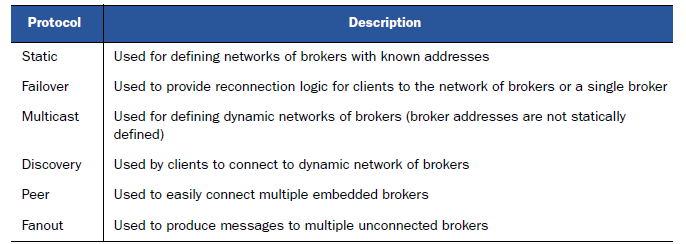 Protocol Description
Static Used for defining networks of brokers with known addresses
Failover Used to provide reconnection logic for clients to the network of brokers or a single broker
Multicast Used for defining dynamic networks of brokers (broker addresses are not statically
defined)
Discovery Used by clients to connect to dynamic network of brokers
Peer Used to easily connect multiple embedded brokers
Fanout Used to produce messages to multiple unconnected brokers